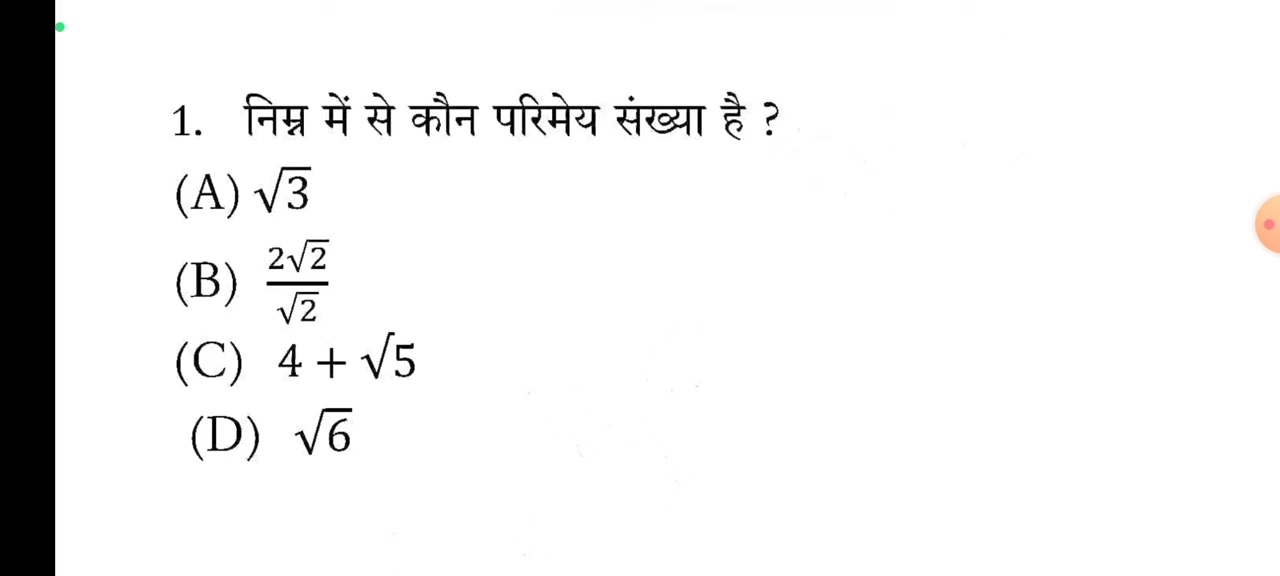 1. निम्न में से कौन परिमेय संख्या है ?
(A) √3
(B) 2√2/√2
(C) 4 + √5
(D) √6